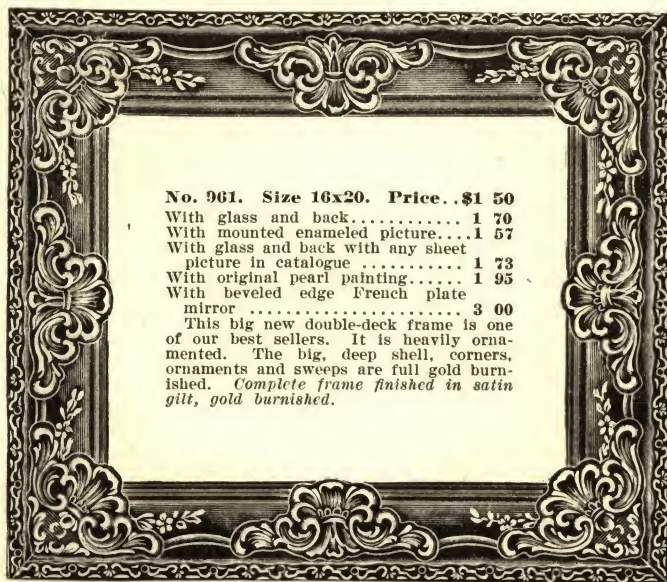 No. 961. Size 16x20. Price..$1 50
With glass and back............ 1 70
With mounted enameled picture....1 57
With glass and back with any sheet
picture in catalogue ........... 1 73
With original pearl painting...... 1 95
With beveled edge French plate
mirror ........................ 3 00
This big new double-deck frame is one
of our best sellers. It is heavily orna-
mented. The big, deep shell, corners,
ornaments and sweeps are full gold burn-
ished. Complete frame finished in satin
gilt, gold burnished.